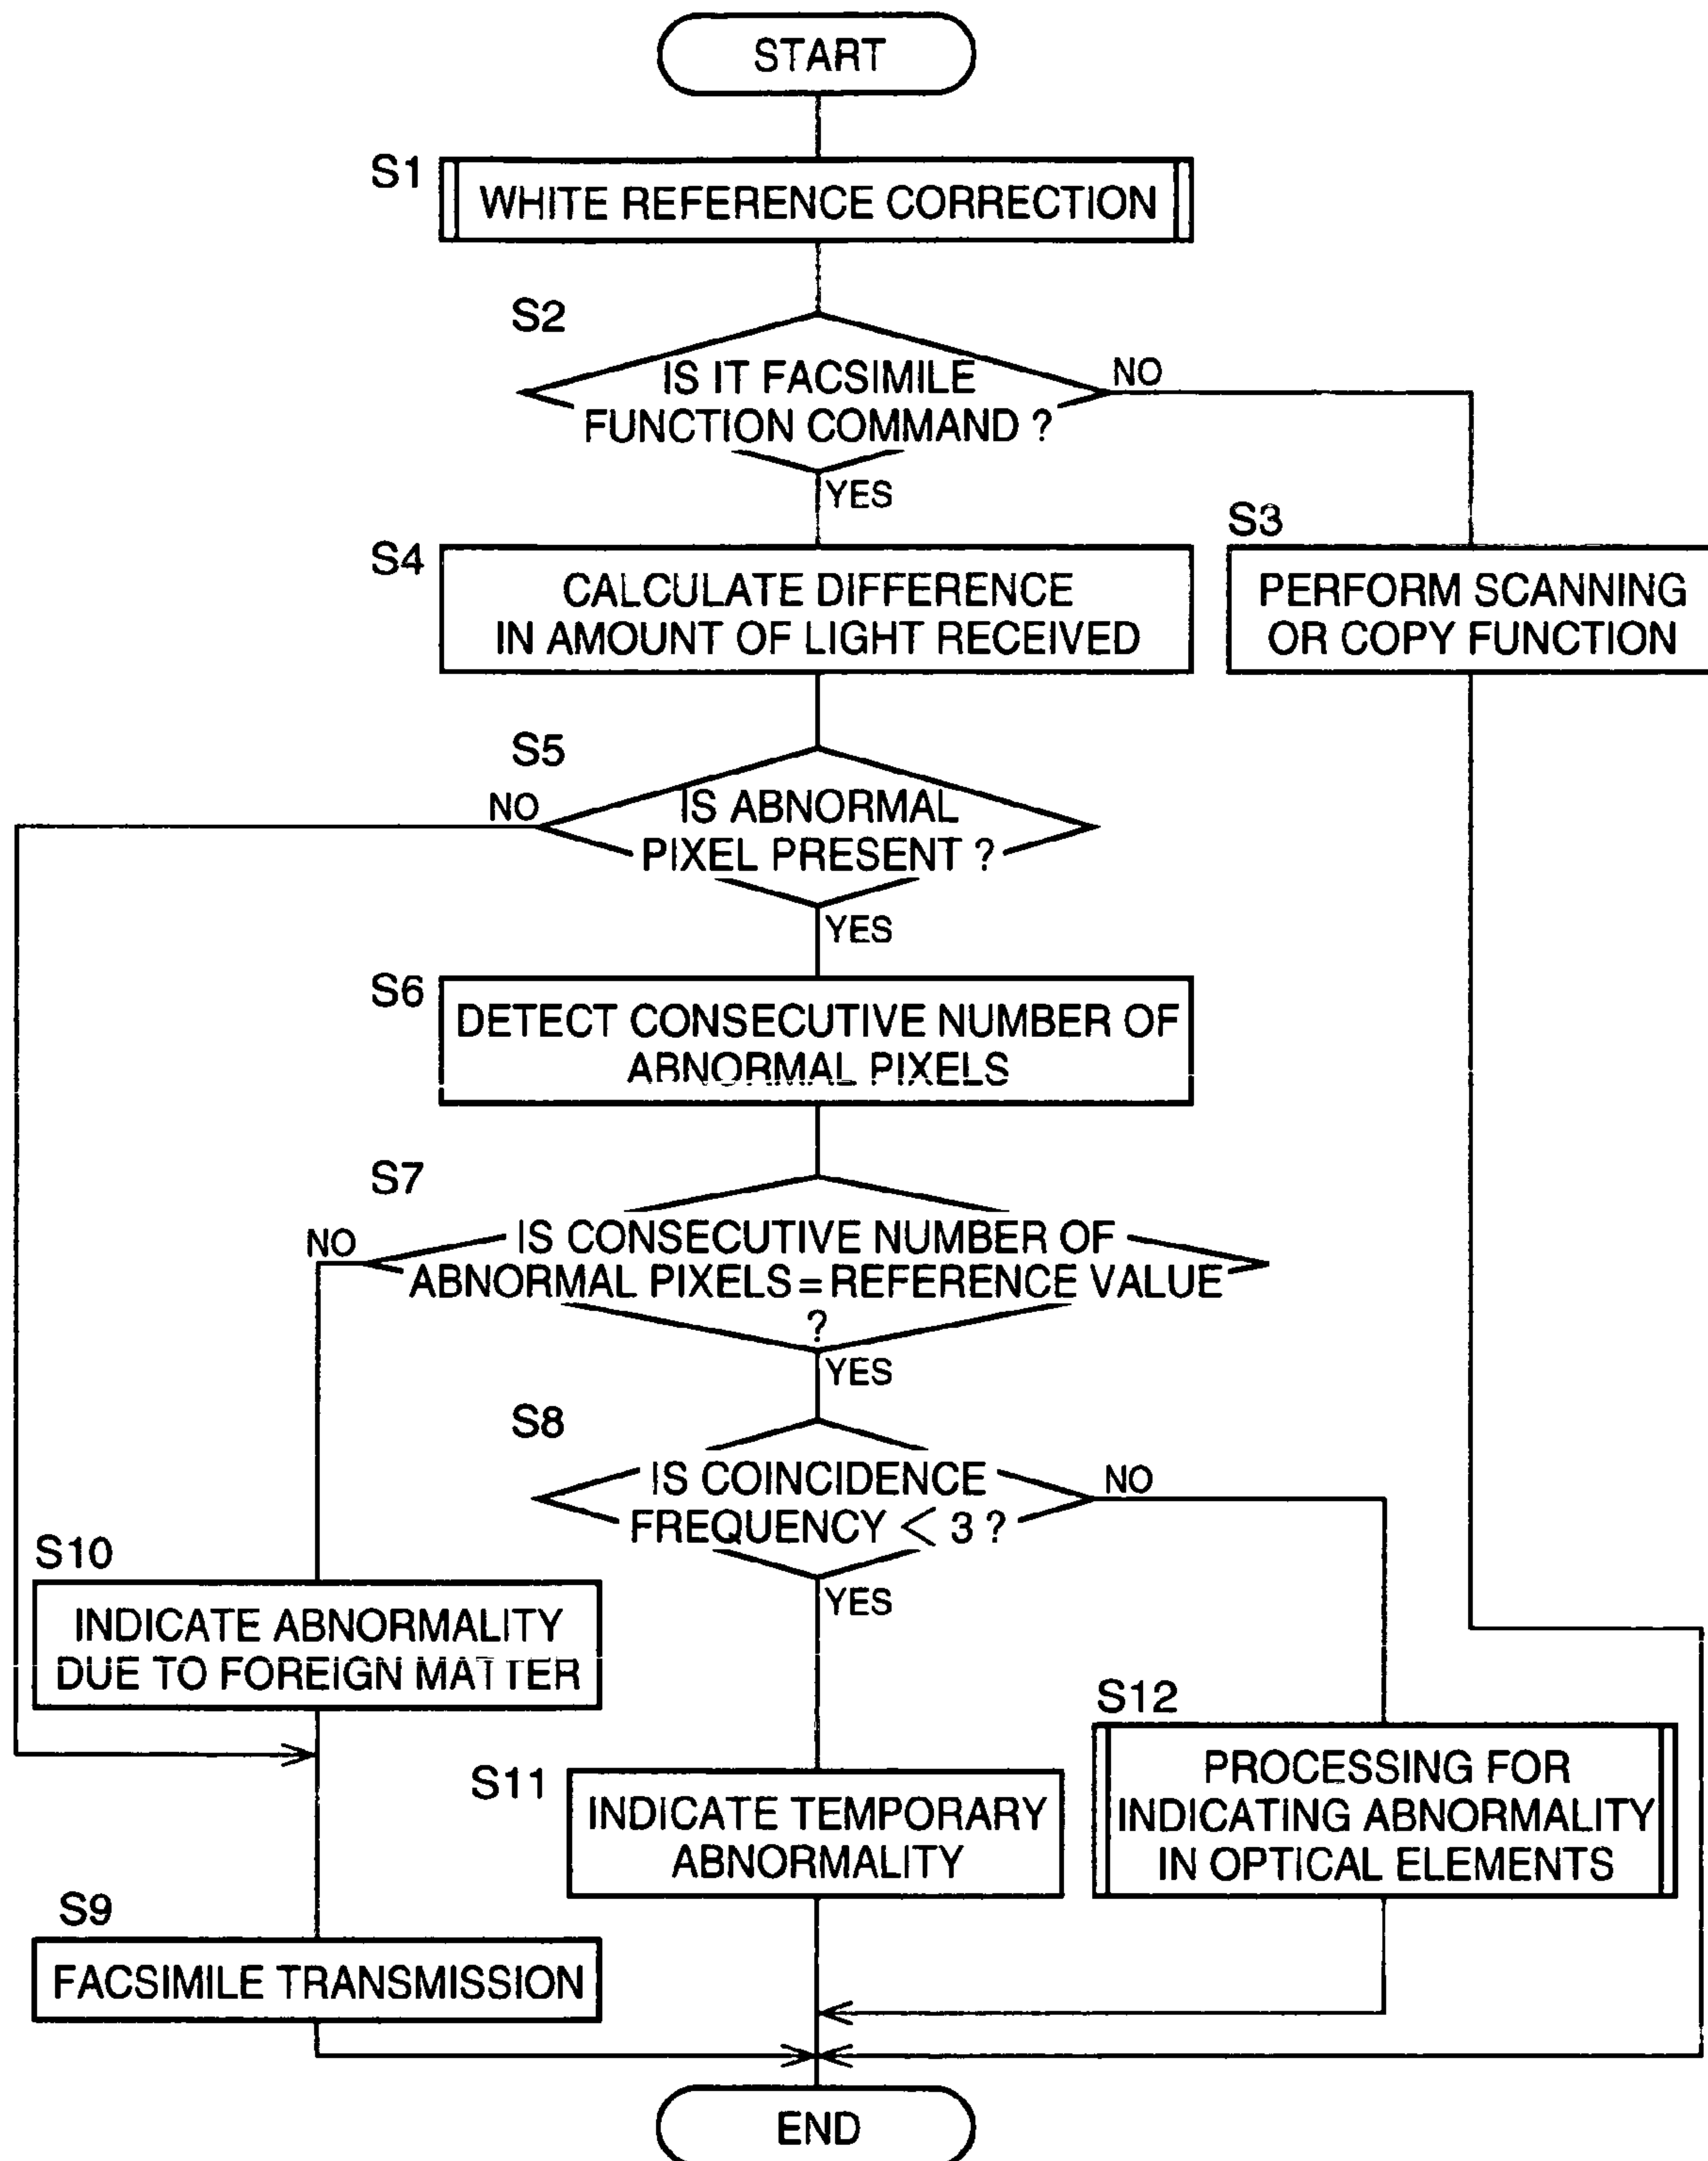 START
S1
WHITE REFERENCE CORRECTION
S2
IS IT FACSIMILE
FUNCTION COMMAND ?
NO
YES
S3
PERFORM SCANNING
OR COPY FUNCTION
S4
CALCULATE DIFFERENCE
IN AMOUNT OF LIGHT RECEIVED
S5
NO
IS ABNORMAL
PIXEL PRESENT ?
YES
S6
DETECT CONSECUTIVE NUMBER OF
ABNORMAL PIXELS
S7
NO
IS CONSECUTIVE NUMBER OF
ABNORMAL PIXELS = REFERENCE VALUE
?
YES
S8
IS COINCIDENCE
FREQUENCY < 3 ?
NO
YES
S10
INDICATE ABNORMALITY
DUE TO FOREIGN MATTER
S12
PROCESSING FOR
INDICATING ABNORMALITY
IN OPTICAL ELEMENTS
S11
INDICATE TEMPORARY
ABNORMALITY
S9
FACSIMILE TRANSMISSION
END